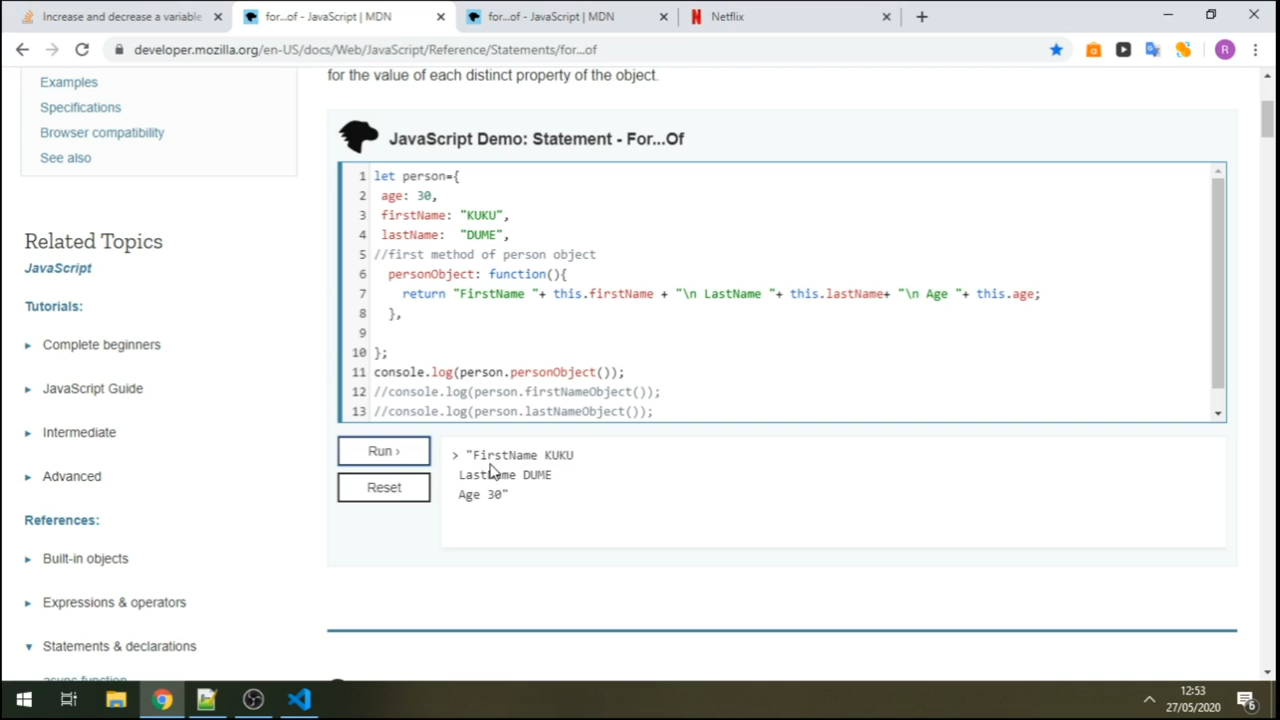 Increase and decrease a variable
for...of - JavaScript | MDN
for...of - JavaScript | MDN
Netflix
developer.mozilla.org/en-US/docs/Web/JavaScript/Reference/Statements/for...of
R
Examples
Specifications
Browser compatibility
See also
Related Topics
JavaScript
Tutorials:
Complete beginners
JavaScript Guide
Intermediate
Advanced
References:
Built-in objects
Expressions & operators
Statements & declarations
async function
for the value of each distinct property of the object.
JavaScript Demo: Statement - For...Of
1 let person={
2 age: 30,
3 firstName: "KUKU",
4 lastName: "DUME",
5 //first method of person object
6 personObject: function(){
7 return "FirstName "+ this.firstName + "\n LastName "+ this.lastName+ "\n Age "+ this.age;
8 },
9
10 };
11 console.log(person.personObject());
12 //console.log(person.firstNameObject());
13 //console.log(person.lastNameObject());
Run ›
Reset
> "FirstName KUKU
LastName DUME
Age 30"
12:53
27/05/2020
6